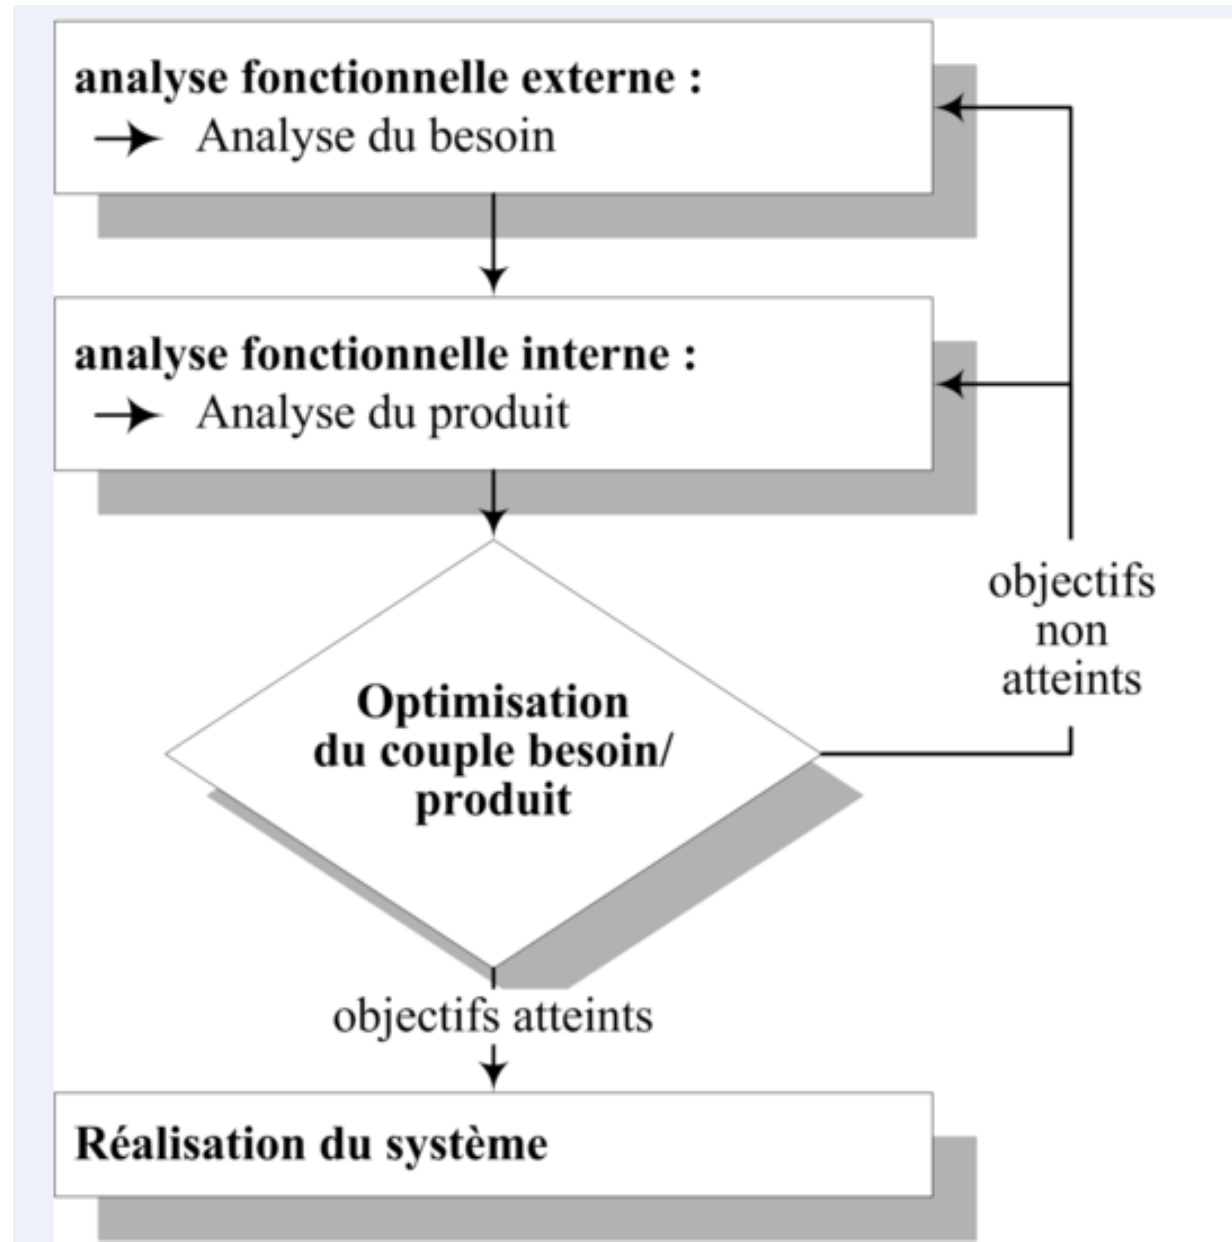 analyse fonctionnelle externe :
Analyse du besoin
analyse fonctionnelle interne :
Analyse du produit
objectifs
non
atteints
Optimisation
du couple besoin/
produit
objectifs atteints
Réalisation du système